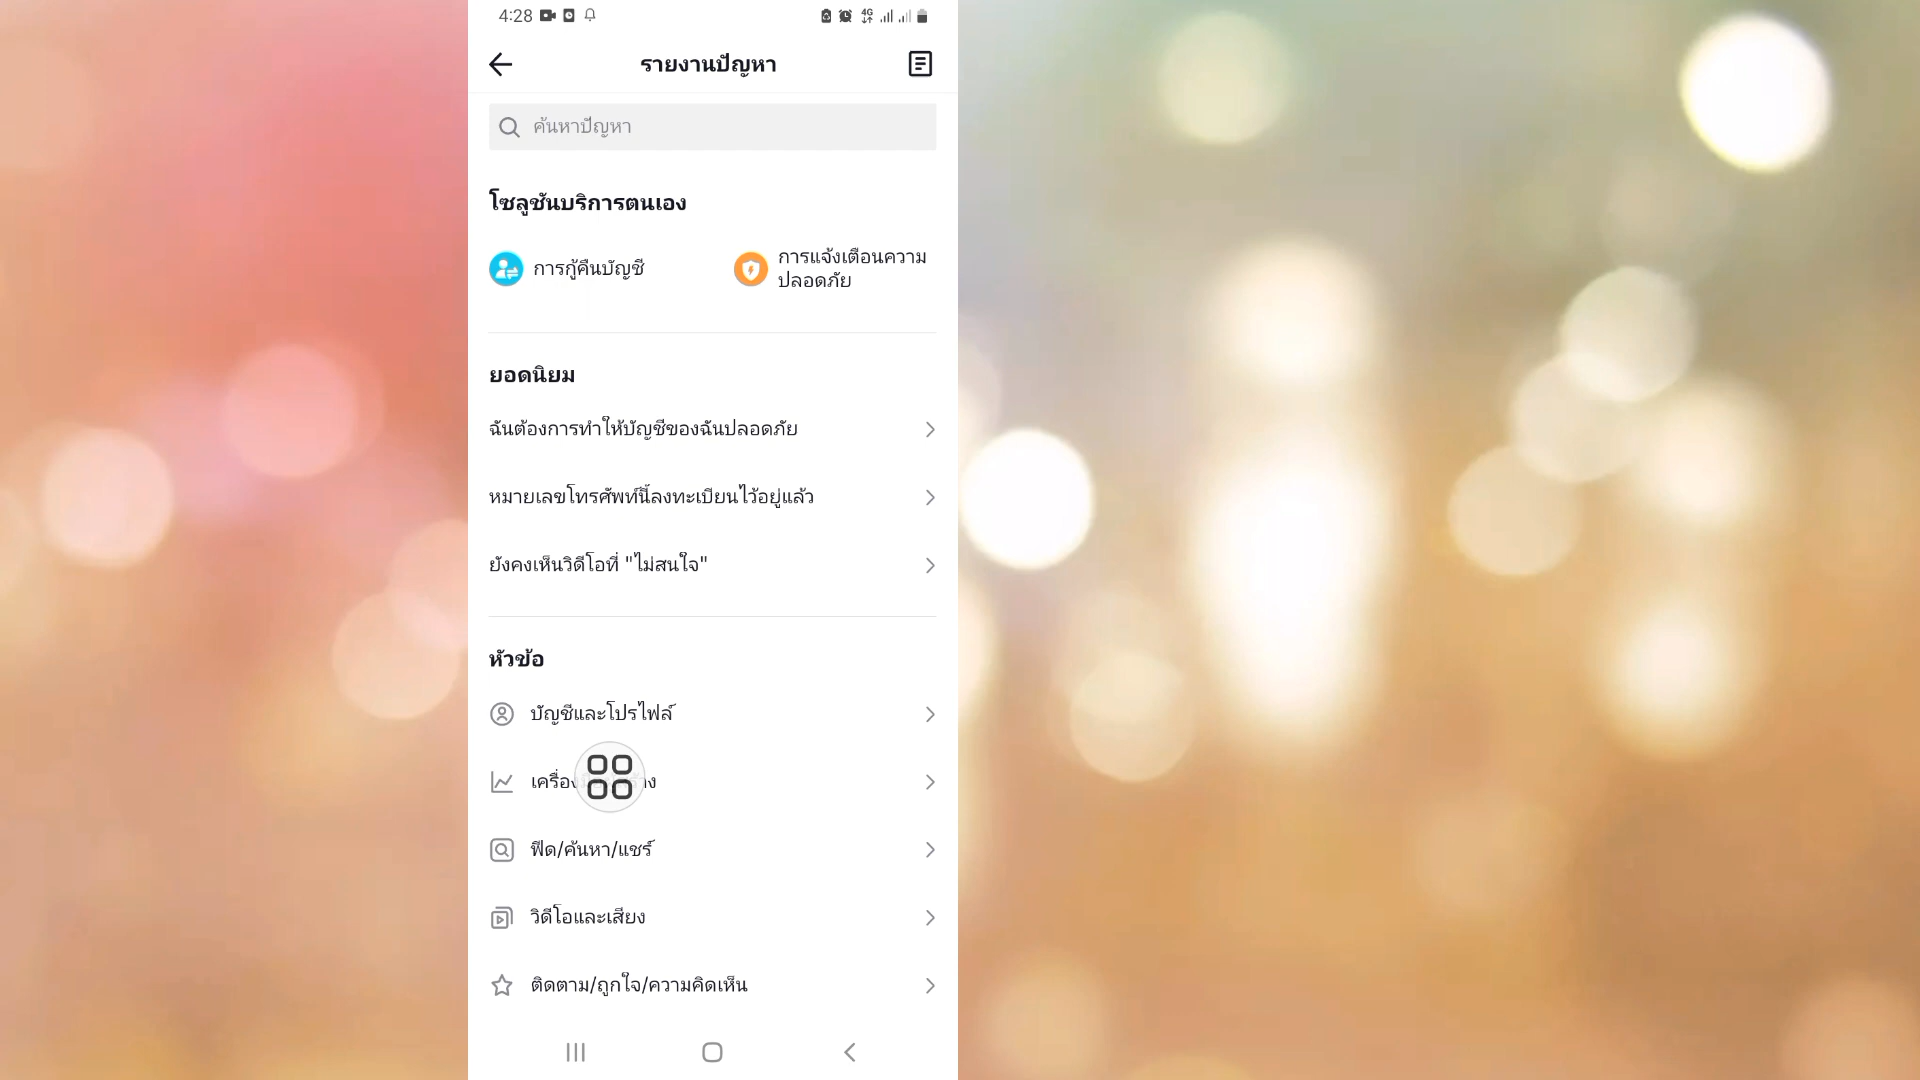 4:28
4G
รายงานปัญหา
ค้นหาปัญหา
โซลูชันบริการตนเอง
การกู้คืนบัญชี
การแจ้งเตือนความ
ปลอดภัย
ยอดนิยม
ฉันต้องการทำให้บัญชีของฉันปลอดภัย
หมายเลขโทรศัพท์นี้ลงทะเบียนไว้อยู่แล้ว
ยังคงเห็นวิดีโอที่ "ไม่สนใจ"
หัวข้อ
บัญชีและโปรไฟล์
ฟีด/ค้นหา/แชร์
วิดีโอและเสียง
ติดตาม/ถูกใจ/ความคิดเห็น